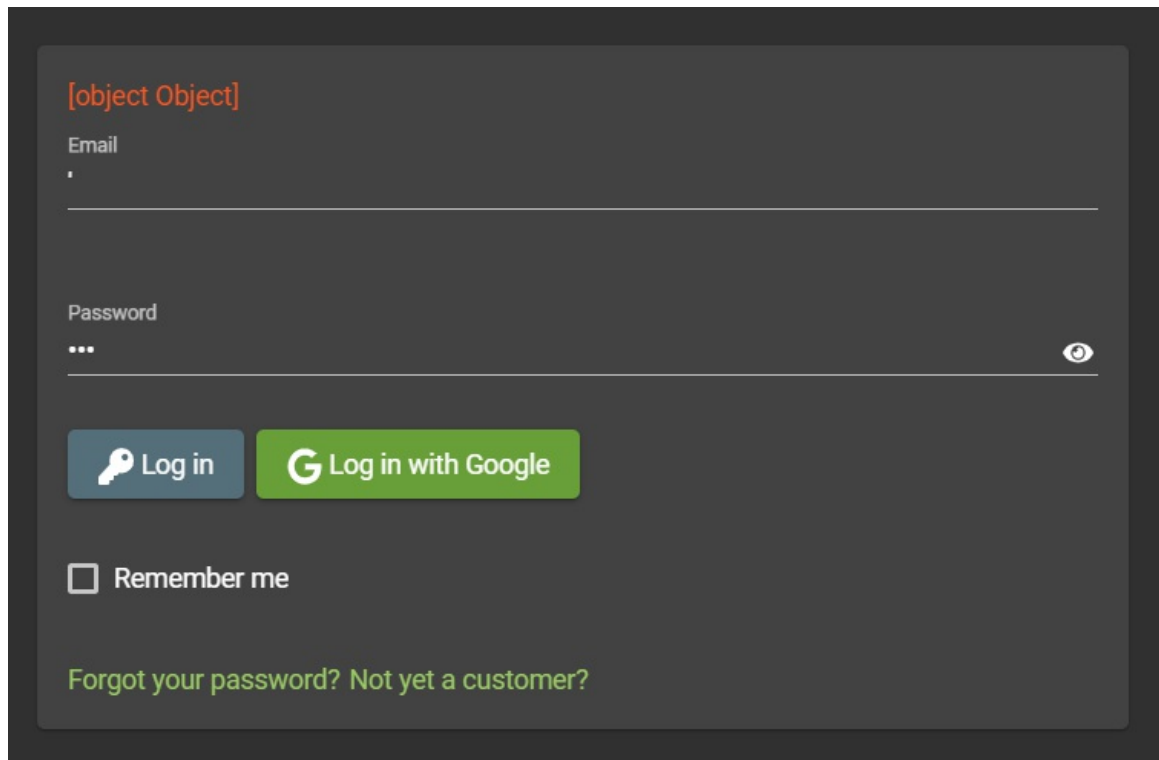 [object Object]
Email
'
Password
•••
Log in
G Log in with Google
Remember me
Forgot your password? Not yet a customer?